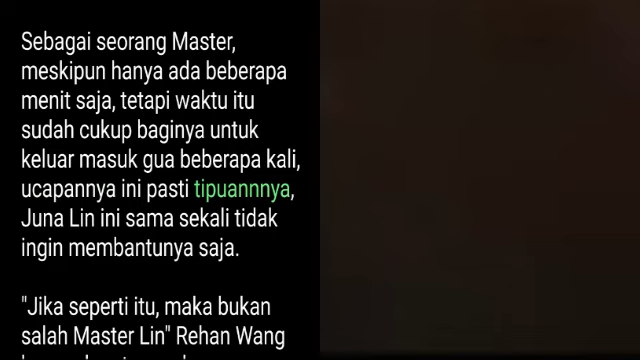 Sebagai seorang Master,
meskipun hanya ada beberapa
menit saja, tetapi waktu itu
sudah cukup baginya untuk
keluar masuk gua beberapa kali,
ucapannya ini pasti tipuannnya,
Juna Lin ini sama sekali tidak
ingin membantunya saja.
"Jika seperti itu, maka bukan
salah Master Lin" Rehan Wang